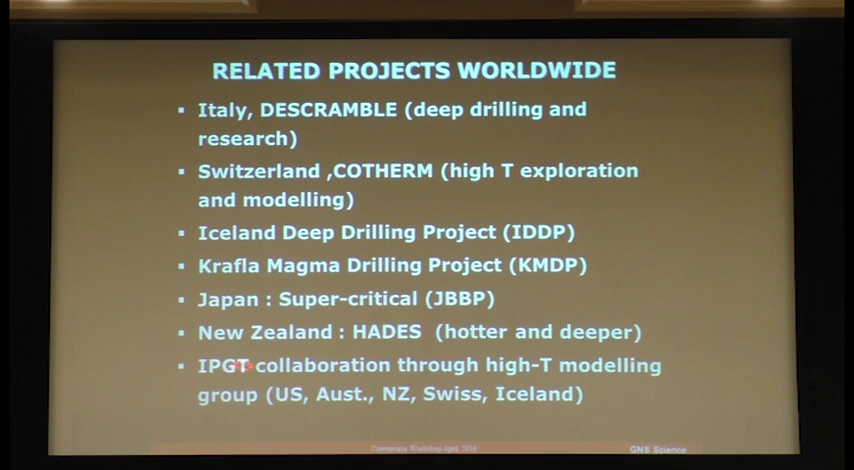 RELATED PROJECTS WORLDWIDE
▪ Italy, DESCRAMBLE (deep drilling and
research)
▪ Switzerland ,COTHERM (high T exploration
and modelling)
▪ Iceland Deep Drilling Project (IDDP)
▪ Krafla Magma Drilling Project (KMDP)
▪ Japan : Super-critical (JBBP)
▪ New Zealand : HADES (hotter and deeper)
▪ IPGT collaboration through high-T modelling
group (US, Aust., NZ, Swiss, Iceland)
Workshop April
GNS Science